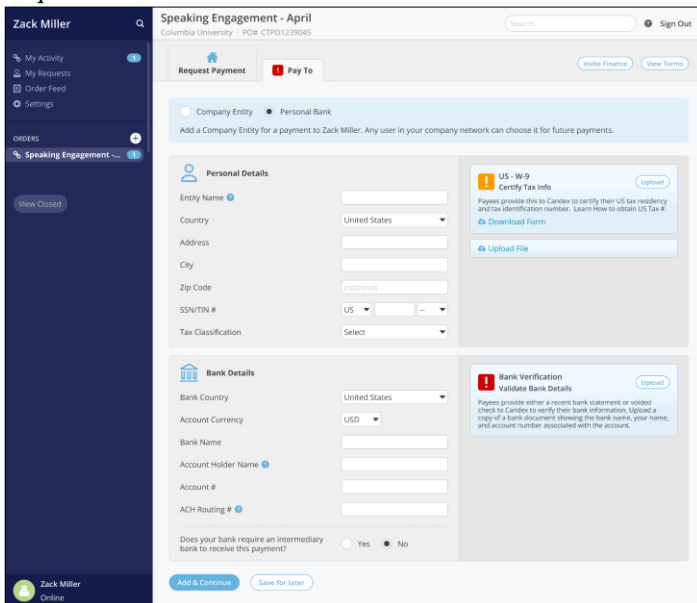 Zack Miller
My Activity 1
My Requests
Order Feed
Settings
ORDERS
Speaking Engagement -... 1
View Closed
Zack Miller
Online
Speaking Engagement - April
Columbia University | PO# CTPO1239045
Search
Sign Out
Request Payment
Pay To
Invite Finance
View Terms
Company Entity
Personal Bank
Add a Company Entity for a payment to Zack Miller. Any user in your company network can choose it for future payments.
Personal Details
Entity Name
Country United States
Address
City
Zip Code (optional)
SSN/TIN # US --
Tax Classification Select
US - W-9
Certify Tax Info
Upload
Payees provide this to Candex to certify their US tax residency
and tax identification number. Learn How to obtain US Tax #.
Download Form
Upload File
Bank Details
Bank Country United States
Account Currency USD
Bank Name
Account Holder Name
Account #
ACH Routing #
Does your bank require an intermediary
bank to receive this payment?
Yes No
Bank Verification
Validate Bank Details
Upload
Payees provide either a recent bank statement or voided
check to Candex to verify their bank information. Upload a
copy of a bank document showing the bank name, your name,
and account number associated with the account.
Add & Continue
Save for later